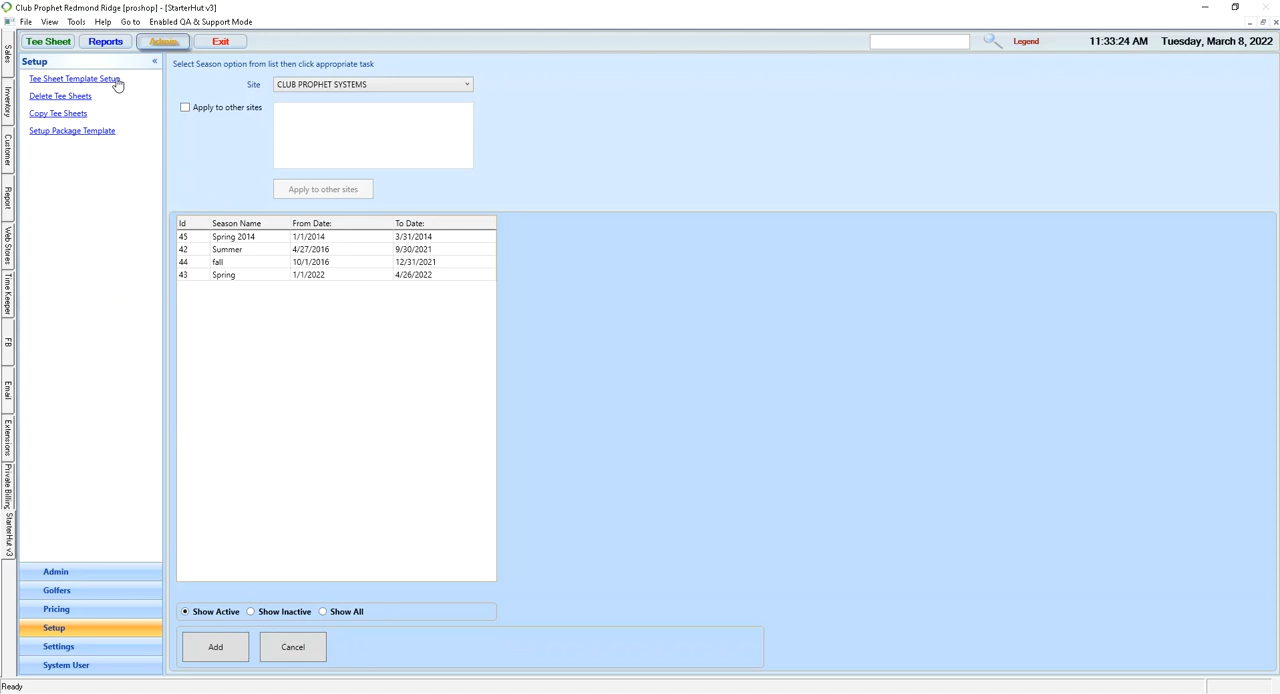 Club Prophet Redmond Ridge [proshop] - [StarterHut v3]
File View Tools Help Go to Enabled QA & Support Mode
Tee Sheet Reports Admin Exit Legend 11:33:24 AM Tuesday, March 8, 2022
Setup «
Tee Sheet Template Setup
Delete Tee Sheets
Copy Tee Sheets
Setup Package Template
Select Season option from list then click appropriate task
Site CLUB PROPHET SYSTEMS
Apply to other sites
Apply to other sites
Id Season Name From Date: To Date:
45 Spring 2014 1/1/2014 3/31/2014
42 Summer 4/27/2016 9/30/2021
44 fall 10/1/2016 12/31/2021
43 Spring 1/1/2022 4/26/2022
Show Active Show Inactive Show All
Add Cancel
Admin
Golfers
Pricing
Setup
Settings
System User
Sales
Inventory
Customer
Report
Web Stores
Time Keeper
FB
Email
Extensions
Private Billing
StarterHut v3
Ready